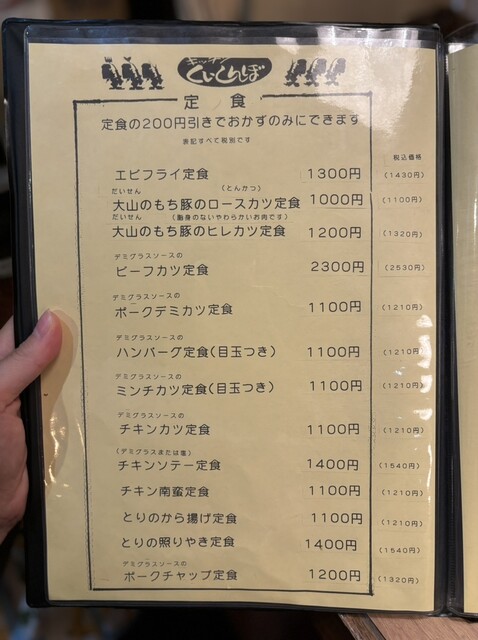 キッチン
くいしんぼ
定食
定食の200円引きでおかずのみにできます
表記すべて税別です
税込価格
エビフライ定食 1300円 (1430円)
だいせん (とんかつ)
大山のもち豚のロースカツ定食 1000円 (1100円)
だいせん (脂身のないやわらかいお肉です)
大山のもち豚のヒレカツ定食 1200円 (1320円)
デミグラスソースの
ビーフカツ定食 2300円 (2530円)
デミグラスソースの
ポークデミカツ定食 1100円 (1210円)
デミグラスソースの
ハンバーグ定食(目玉つき) 1100円 (1210円)
デミグラスソースの
ミンチカツ定食(目玉つき) 1100円 (1210円)
デミグラスソースの
チキンカツ定食 1100円 (1210円)
(デミグラスまたは塩)
チキンソテー定食 1400円 (1540円)
チキン南蛮定食 1100円 (1210円)
とりのから揚げ定食 1100円 (1210円)
とりの照りやき定食 1400円 (1540円)
デミグラスソースの
ポークチャップ定食 1200円 (1320円)